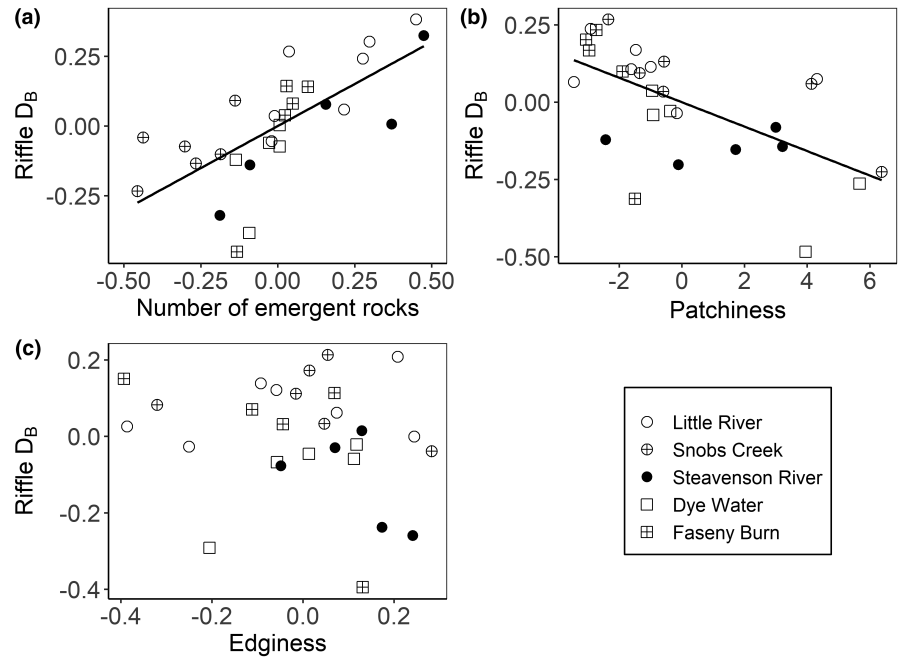 (a)
Riffle D_B
0.25
0.00
-0.25
-0.50 -0.25 0.00 0.25 0.50
Number of emergent rocks
(b)
Riffle D_B
0.25
0.00
-0.25
-0.50
-2 0 2 4 6
Patchiness
(c)
Riffle D_B
0.2
0.0
-0.2
-0.4
-0.4 -0.2 0.0 0.2
Edginess
Little River
Snobs Creek
Steavenson River
Dye Water
Faseny Burn